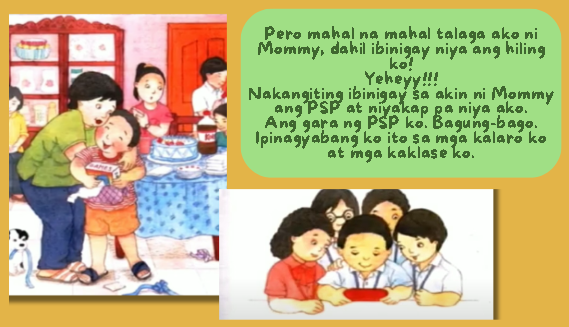 Pero mahal na mahal talaga ako ni
Mommy, dahil ibinigay niya ang hiling
ko!
Yeheyy!!!
Nakangiting ibinigay sa akin ni Mommy
ang PSP at niyakap pa niya ako.
Ang gara ng PSP ko. Bagung-bago.
Ipinagyabang ko ito sa mga kalaro ko
at mga kaklase ko.